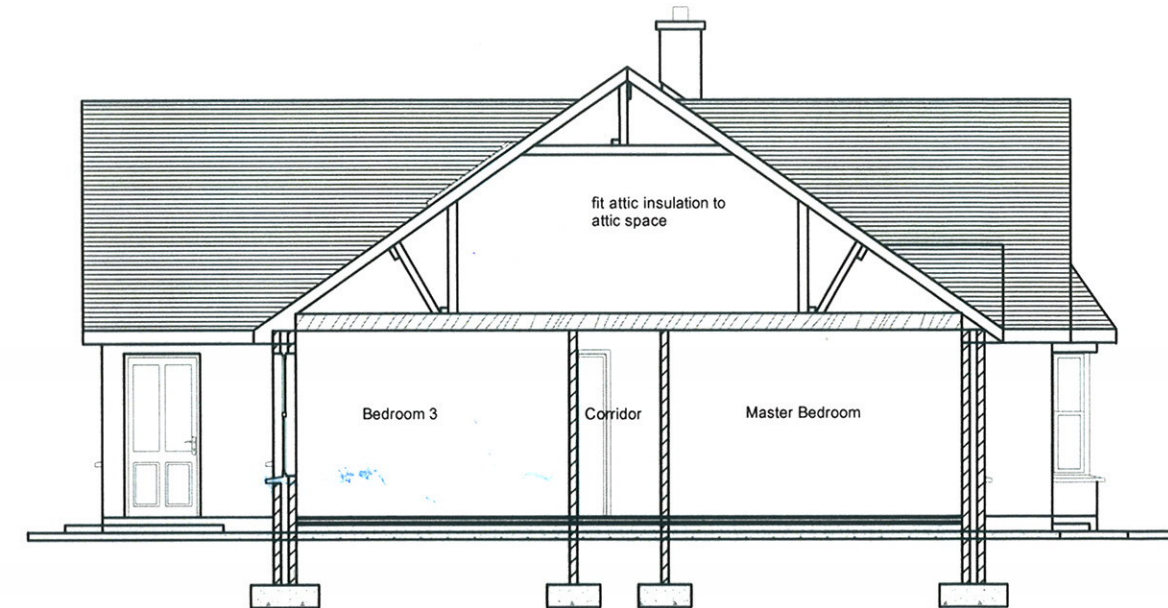 fit attic insulation to
attic space
Bedroom 3
Corridor
Master Bedroom